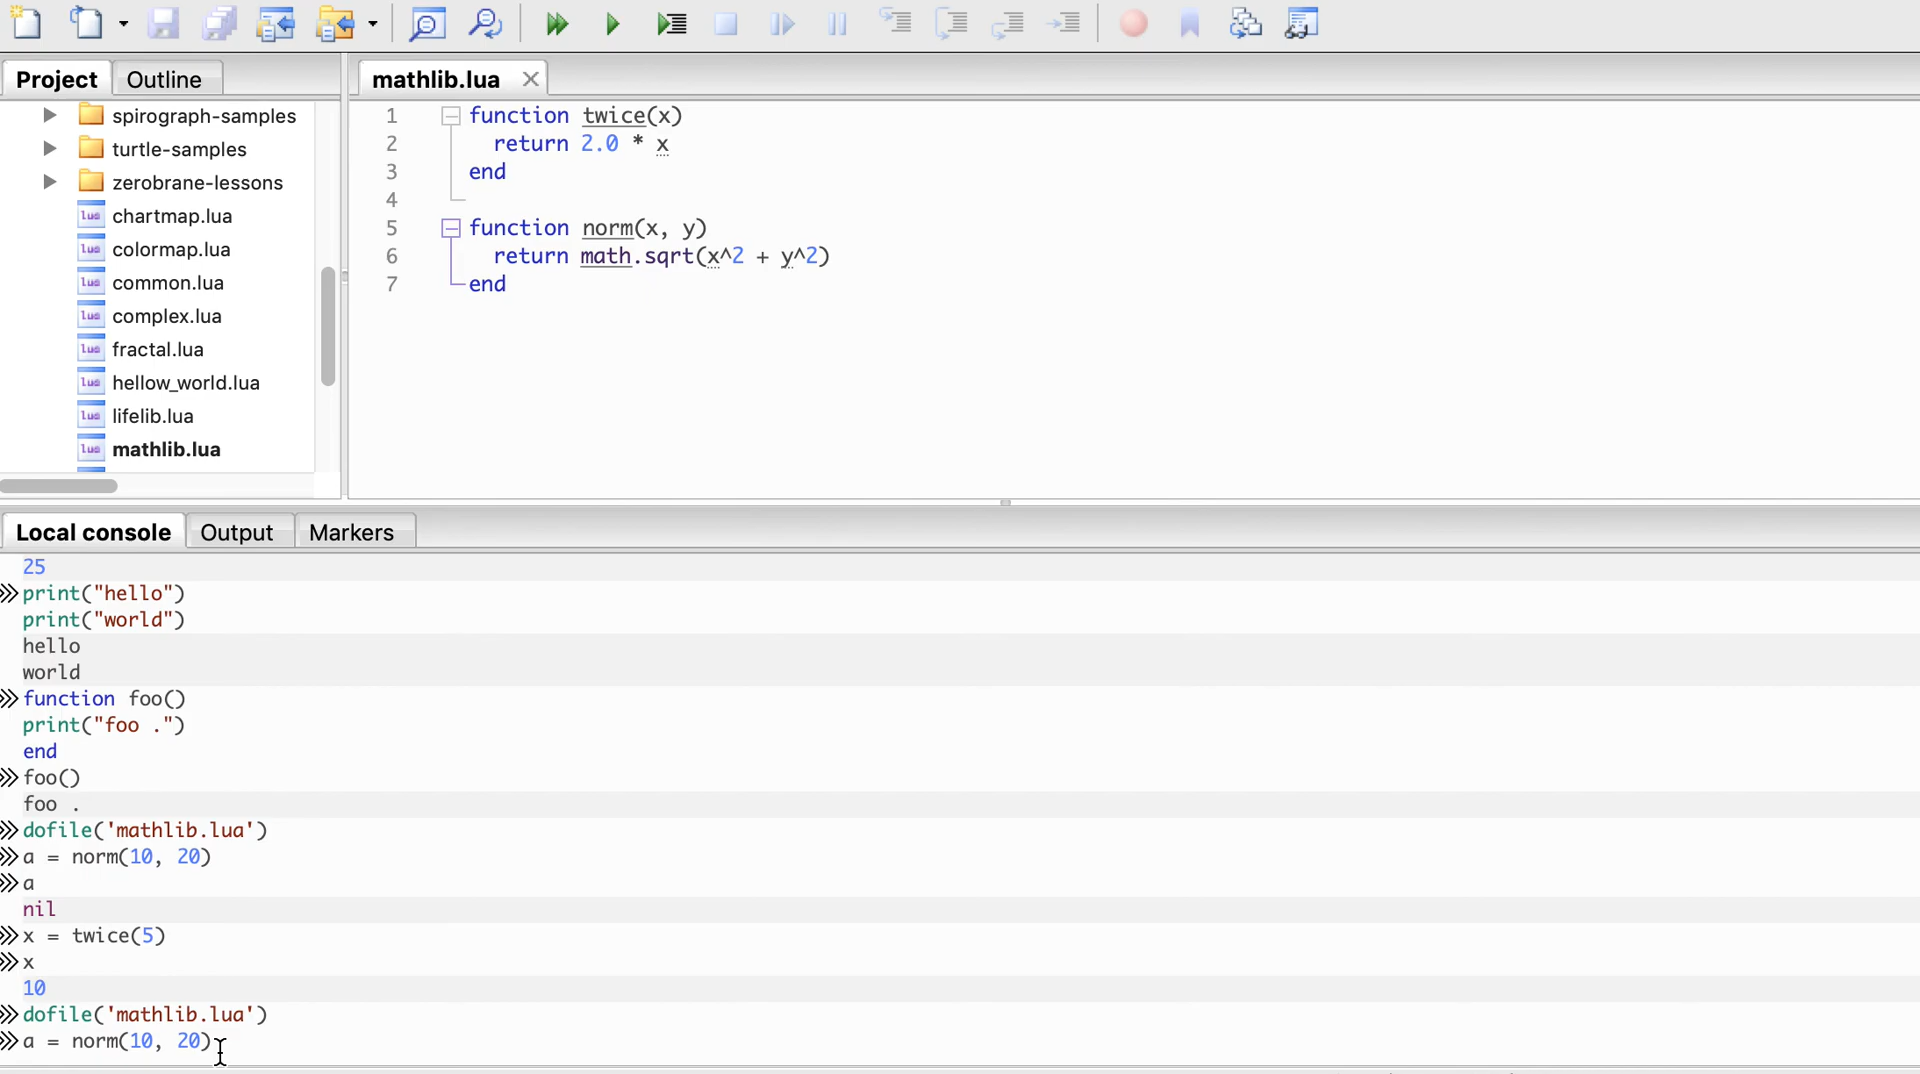 Project
Outline
spirograph-samples
turtle-samples
zerobrane-lessons
chartmap.lua
colormap.lua
common.lua
complex.lua
fractal.lua
hellow_world.lua
lifelib.lua
mathlib.lua
mathlib.lua
1 function twice(x)
2 return 2.0 * x
3 end
4
5 function norm(x, y)
6 return math.sqrt(x^2 + y^2)
7 end
Local console
Output
Markers
25
print("hello")
print("world")
hello
world
function foo()
print("foo .")
end
foo()
foo .
dofile('mathlib.lua')
a = norm(10, 20)
a
nil
x = twice(5)
x
10
dofile('mathlib.lua')
a = norm(10, 20)